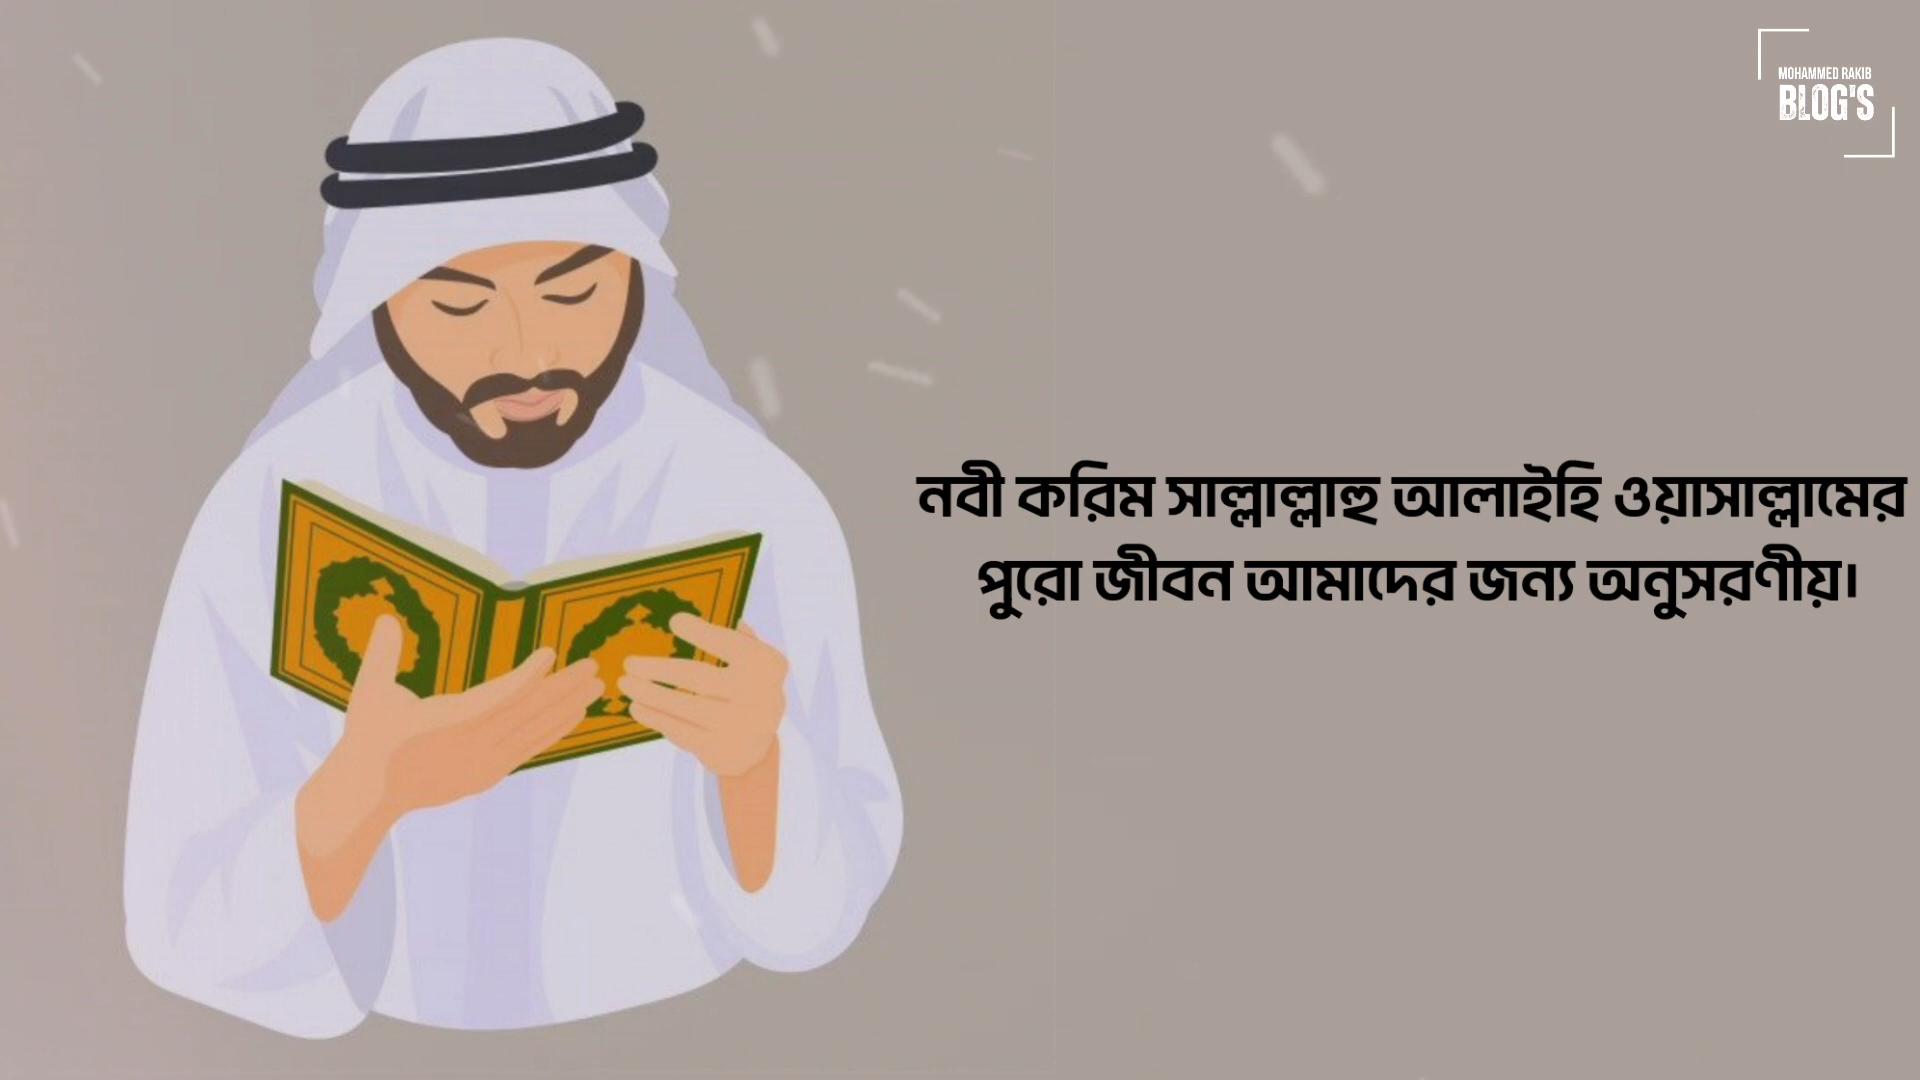 MOHAMMED RAKIB
BLOG'S
নবী করিম সাল্লাল্লাহু আলাইহি ওয়াসাল্লামের
পুরো জীবন আমাদের জন্য অনুসরণীয়।